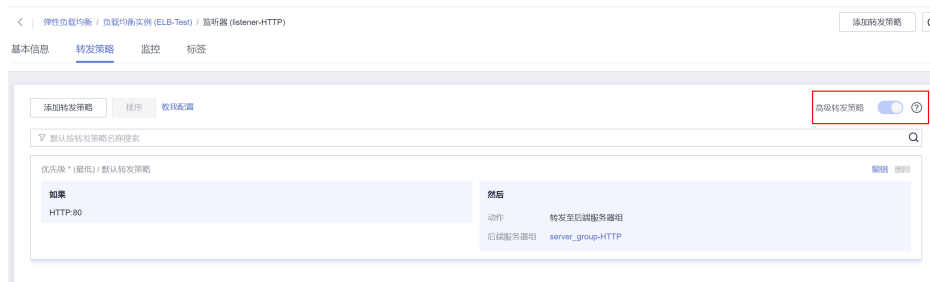 弹性负载均衡 / 负载均衡实例 (ELB-Test) / 监听器 (listener-HTTP)
添加转发策略
基本信息 转发策略 监控 标签
添加转发策略 排序 教我配置
高级转发策略
默认按转发策略名称搜索
优先级 * (最低) / 默认转发策略
编辑 删除
如果
HTTP:80
然后
动作 转发至后端服务器组
后端服务器组 server_group-HTTP